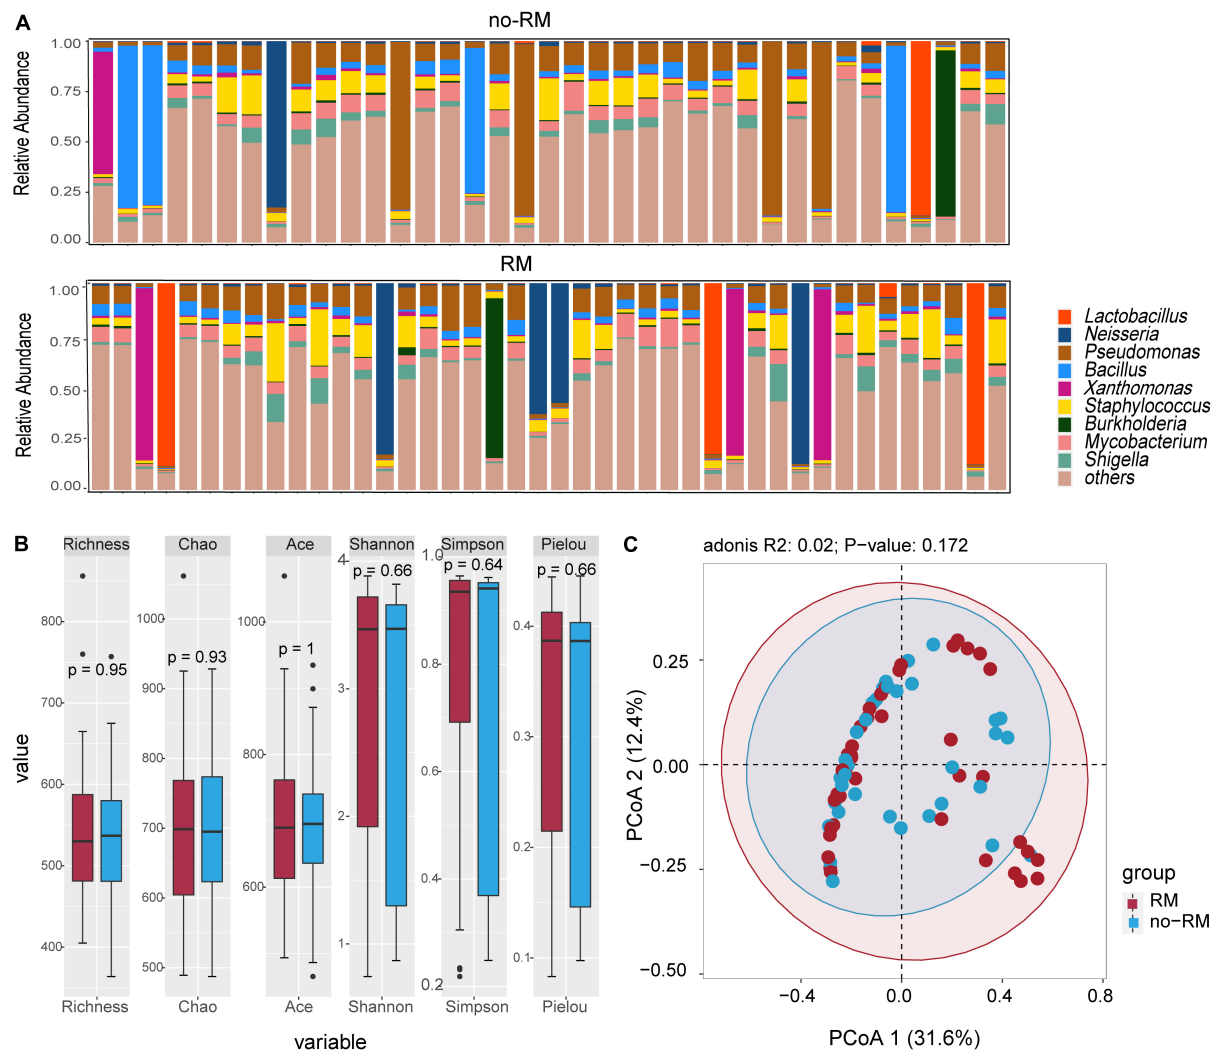 A
no-RM
Relative Abundance
1.00
0.75
0.50
0.25
0.00
RM
Relative Abundance
1.00
0.75
0.50
0.25
0.00
Lactobacillus
Neisseria
Pseudomonas
Bacillus
Xanthomonas
Staphylococcus
Burkholderia
Mycobacterium
Shigella
others
B
value
Richness
800
700
600
500
400
p = 0.95
Richness
Chao
1000
900
800
700
600
500
p = 0.93
Chao
Ace
1000
800
600
p = 1
Ace
Shannon
4
3
2
1
p = 0.66
Shannon
Simpson
1.0
0.8
0.6
0.4
0.2
p = 0.64
Simpson
Pielou
0.4
0.3
0.2
0.1
p = 0.66
Pielou
variable
C
adonis R2: 0.02; P−value: 0.172
PCoA 2 (12.4%)
0.25
0.00
−0.25
−0.50
−0.4
0.0
0.4
0.8
PCoA 1 (31.6%)
group
RM
no−RM